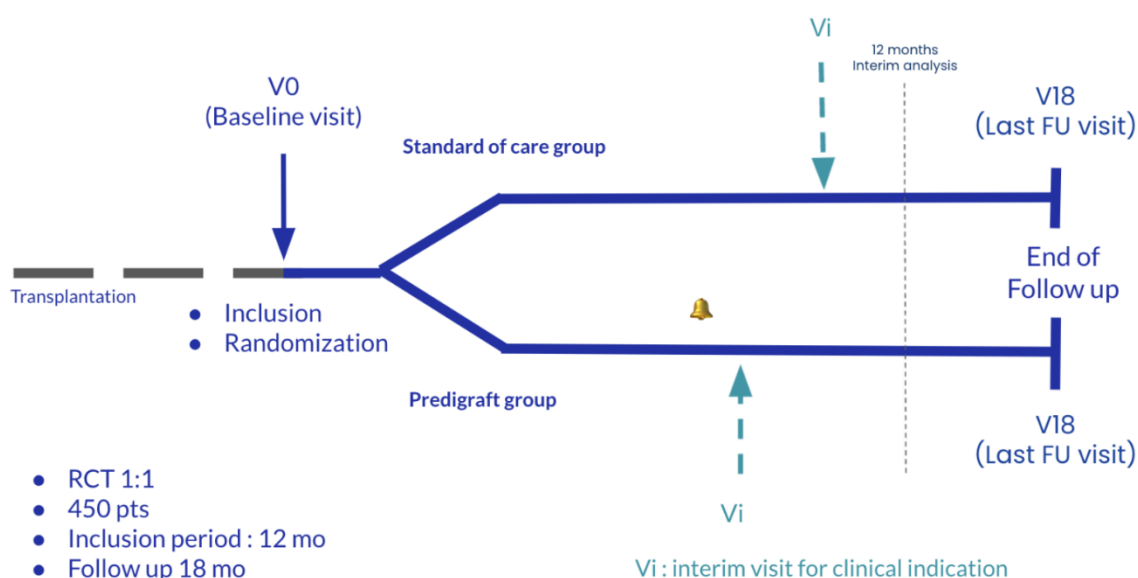 Vi
12 months
Interim analysis
V0
(Baseline visit)
V18
(Last FU visit)
Standard of care group
Transplantation
End of
Follow up
● Inclusion
● Randomization
Predigraft group
V18
(Last FU visit)
● RCT 1:1
● 450 pts
● Inclusion period : 12 mo
● Follow up 18 mo
Vi
Vi : interim visit for clinical indication